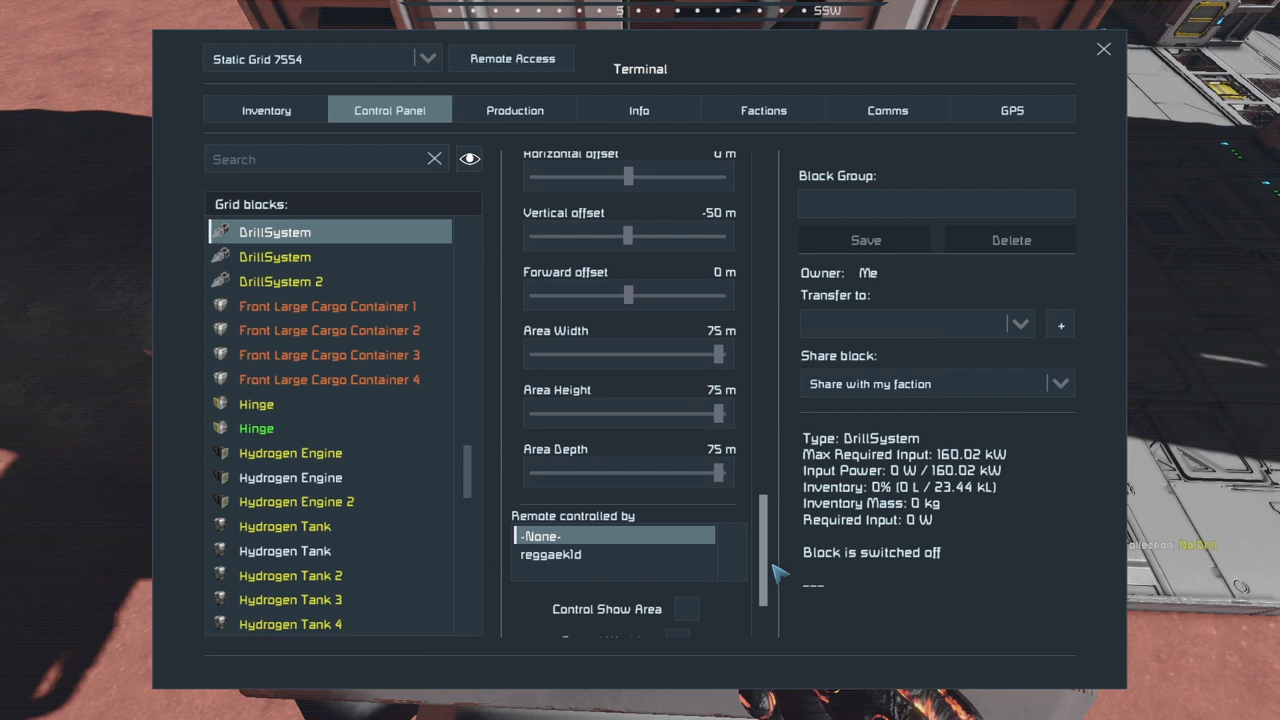 S
SSW
Static Grid 7554
Remote Access
Terminal
Inventory
Control Panel
Production
Info
Factions
Comms
GPS
Search
Grid blocks:
DrillSystem
DrillSystem
DrillSystem 2
Front Large Cargo Container 1
Front Large Cargo Container 2
Front Large Cargo Container 3
Front Large Cargo Container 4
Hinge
Hinge
Hydrogen Engine
Hydrogen Engine
Hydrogen Engine 2
Hydrogen Tank
Hydrogen Tank
Hydrogen Tank 2
Hydrogen Tank 3
Hydrogen Tank 4
Horizontal offset 0 m
Vertical offset -50 m
Forward offset 0 m
Area Width 75 m
Area Height 75 m
Area Depth 75 m
Remote controlled by
-None-
reggaek1d
Control Show Area
Block Group:
Save
Delete
Owner: Me
Transfer to:
+
Share block:
Share with my faction
Type: DrillSystem
Max Required Input: 160.02 kW
Input Power: 0 W / 160.02 kW
Inventory: 0% (0 L / 23.44 kL)
Inventory Mass: 0 kg
Required Input: 0 W
Block is switched off
---